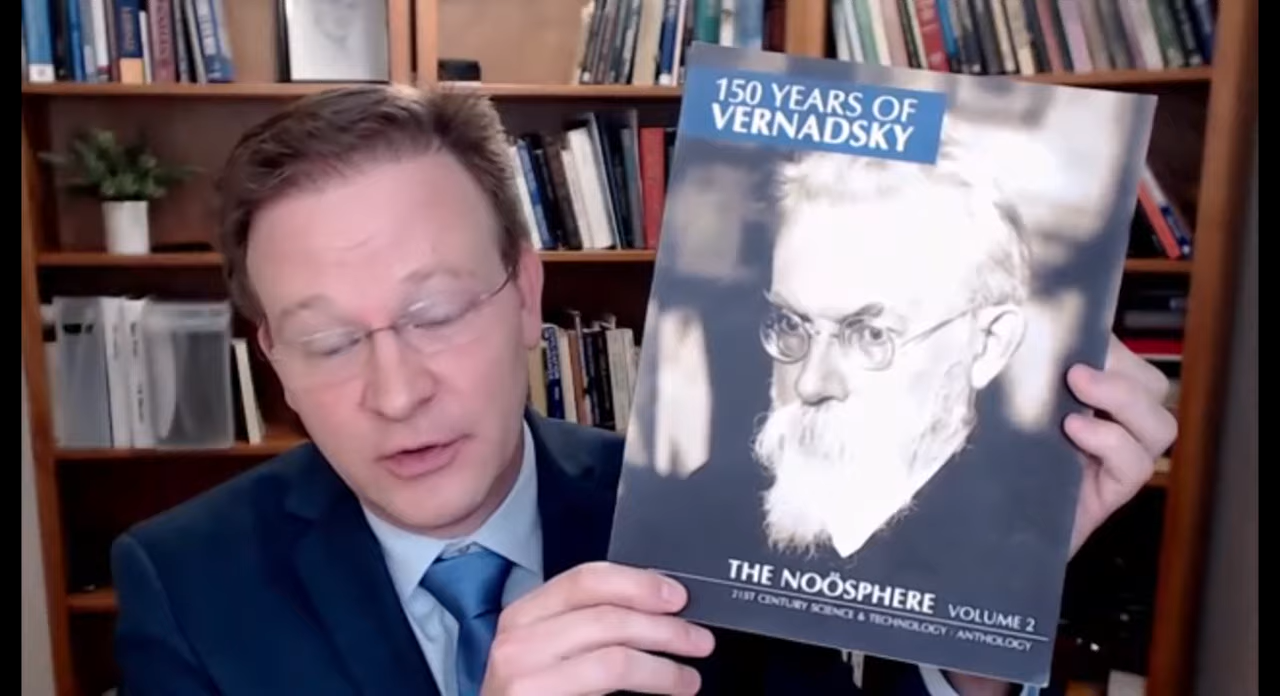 150 YEARS OF
VERNADSKY
THE NOÖSPHERE VOLUME 2
21ST CENTURY SCIENCE & TECHNOLOGY · ANTHOLOGY